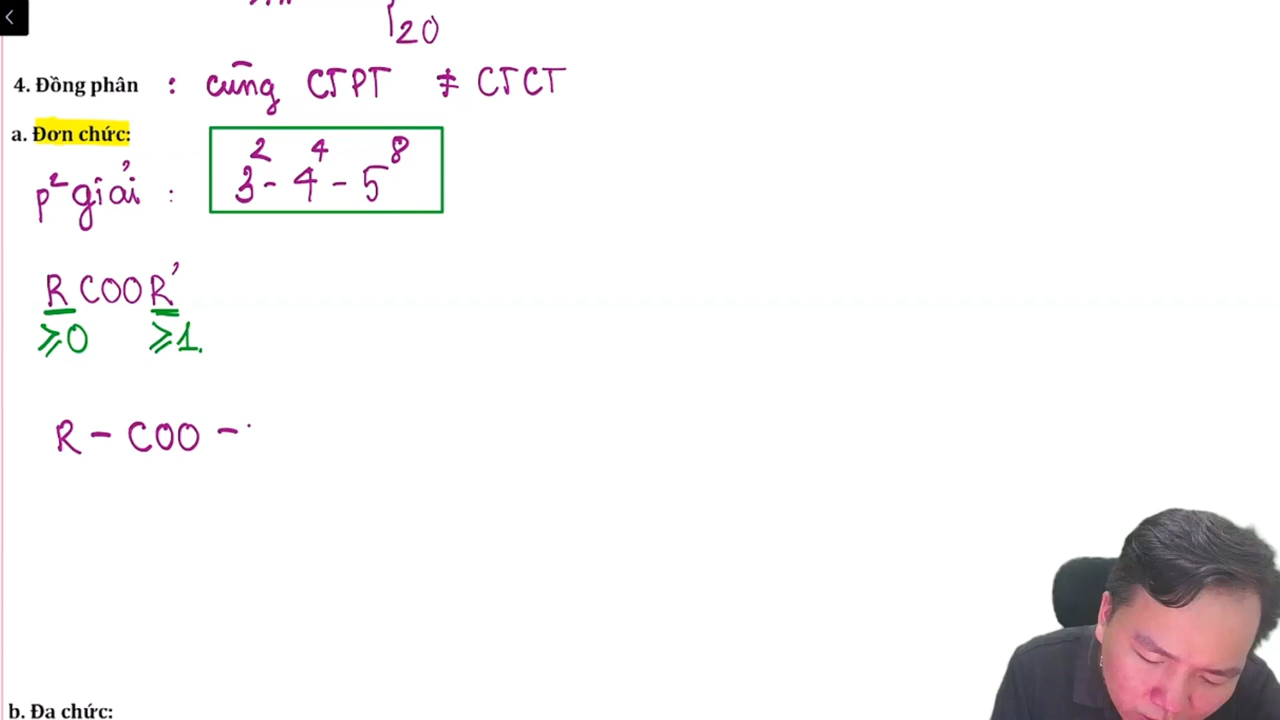 20
4. Đồng phân : cùng CTPT ≠ CTCT
a. Đơn chức:
2 4 8
p² giải : 3 - 4 - 5
RCOOR'
≥0 ≥1.
R - COO -
b. Đa chức: